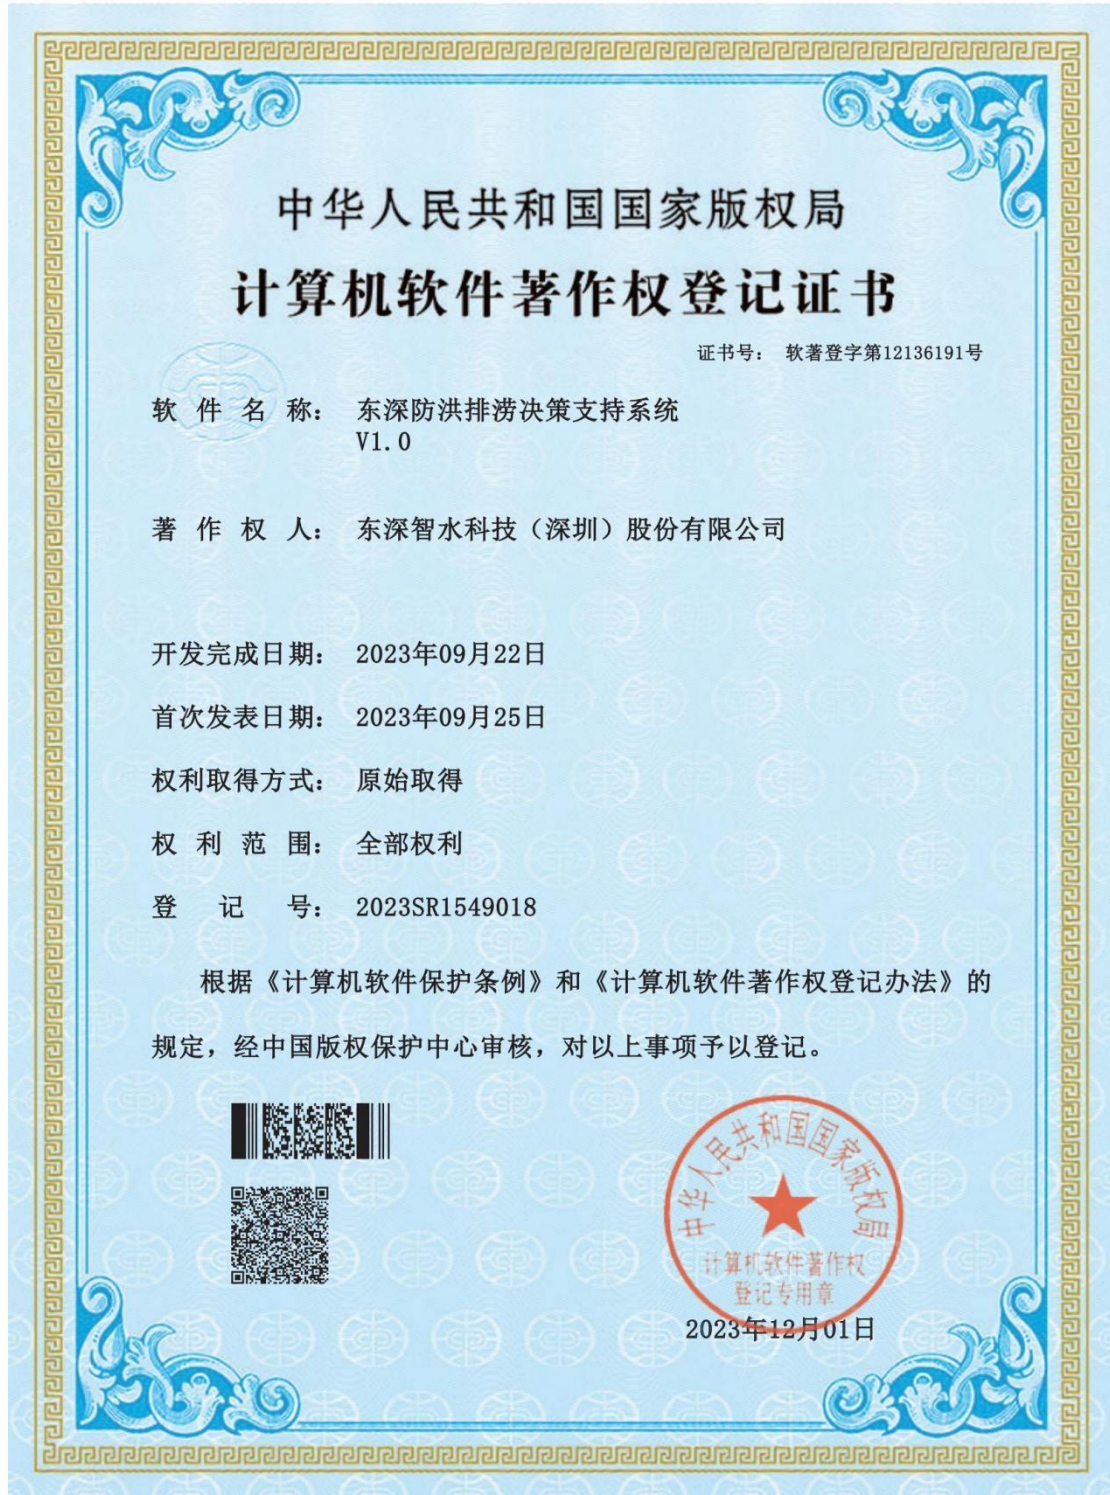 中华人民共和国国家版权局
计算机软件著作权登记证书
证书号： 软著登字第12136191号
软件名称： 东深防洪排涝决策支持系统
V1.0
著作权人： 东深智水科技（深圳）股份有限公司
开发完成日期： 2023年09月22日
首次发表日期： 2023年09月25日
权利取得方式： 原始取得
权利范围： 全部权利
登记号： 2023SR1549018
根据《计算机软件保护条例》和《计算机软件著作权登记办法》的
规定，经中国版权保护中心审核，对以上事项予以登记。
中华人民共和国国家版权局
计算机软件著作权
登记专用章
2023年12月01日